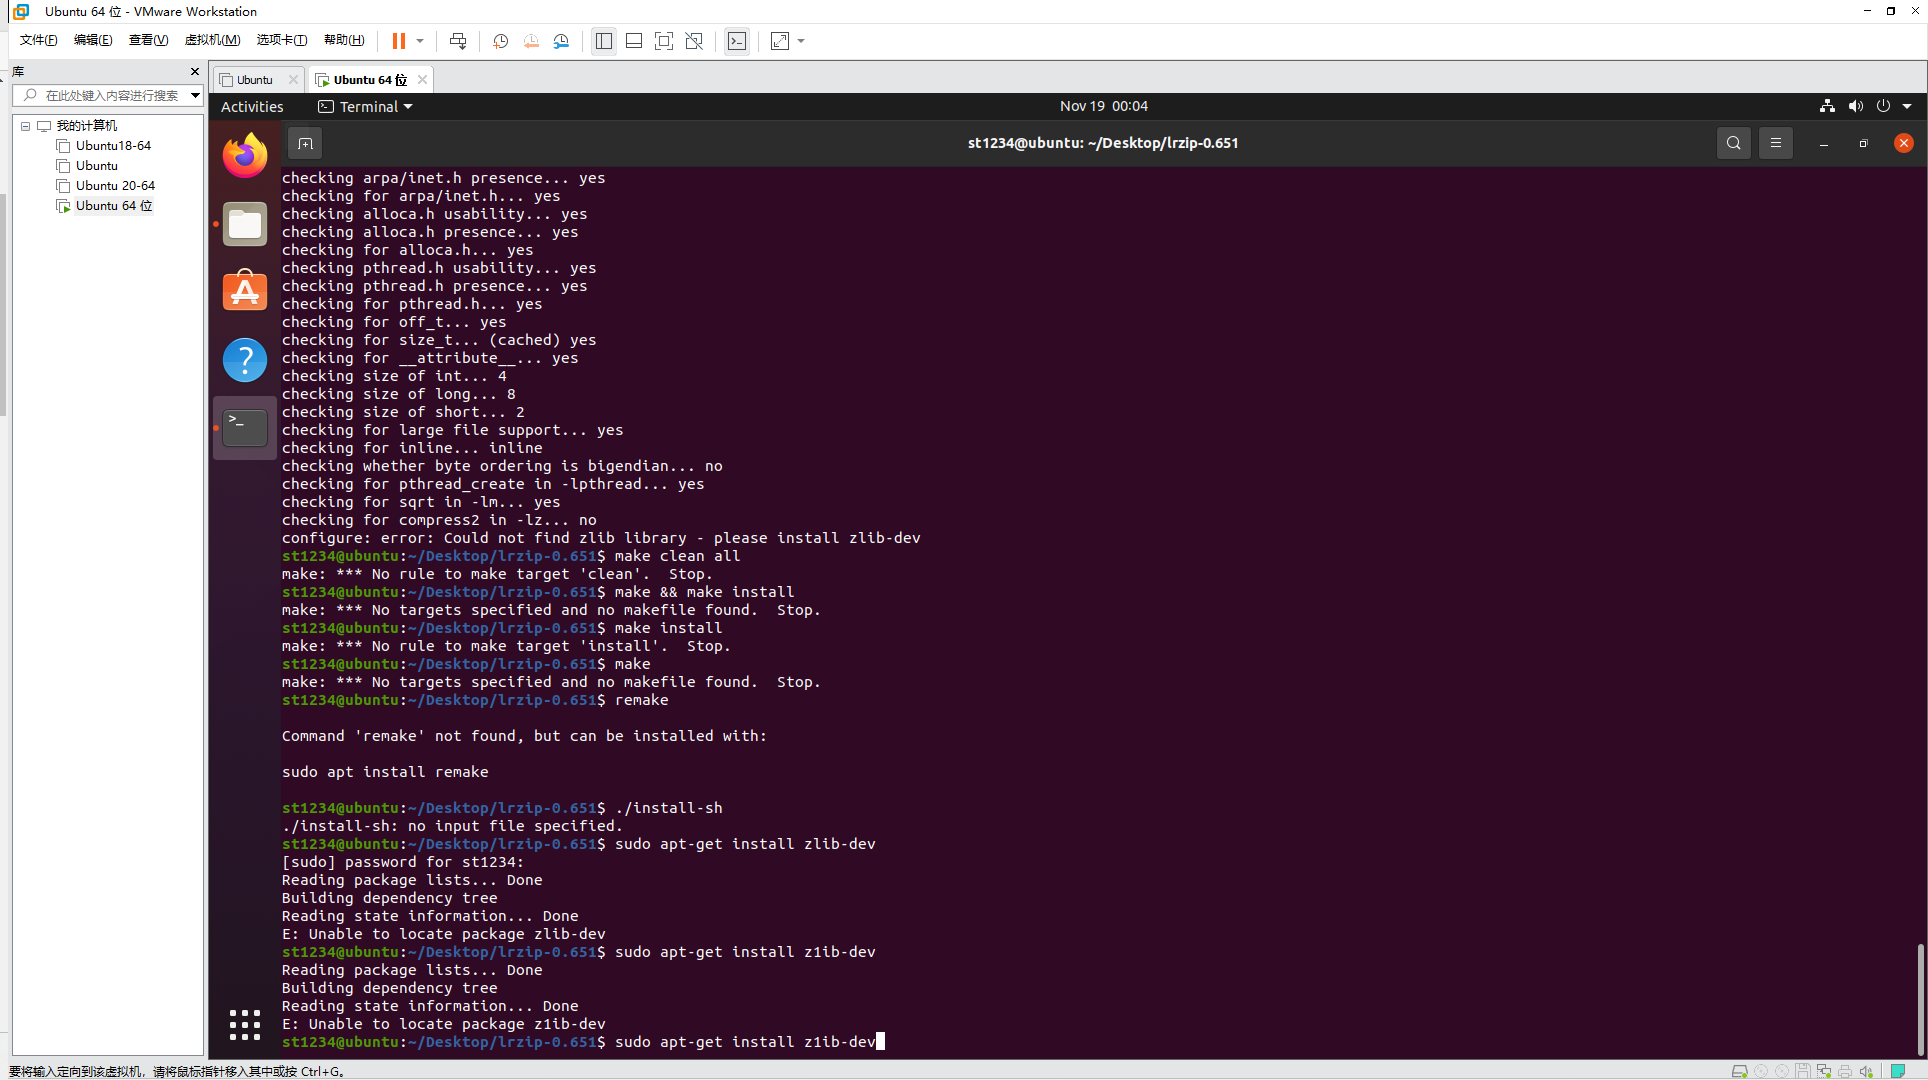 Ubuntu 64 位 - VMware Workstation
文件(F) 编辑(E) 查看(V) 虚拟机(M) 选项卡(T) 帮助(H)
库
在此处键入内容进行搜索
我的计算机
Ubuntu18-64
Ubuntu
Ubuntu 20-64
Ubuntu 64 位
Ubuntu
Ubuntu 64 位
Activities
Terminal
Nov 19 00:04
st1234@ubuntu: ~/Desktop/lrzip-0.651
checking arpa/inet.h presence... yes
checking for arpa/inet.h... yes
checking alloca.h usability... yes
checking alloca.h presence... yes
checking for alloca.h... yes
checking pthread.h usability... yes
checking pthread.h presence... yes
checking for pthread.h... yes
checking for off_t... yes
checking for size_t... (cached) yes
checking for __attribute__... yes
checking size of int... 4
checking size of long... 8
checking size of short... 2
checking for large file support... yes
checking for inline... inline
checking whether byte ordering is bigendian... no
checking for pthread_create in -lpthread... yes
checking for sqrt in -lm... yes
checking for compress2 in -lz... no
configure: error: Could not find zlib library - please install zlib-dev
st1234@ubuntu:~/Desktop/lrzip-0.651$ make clean all
make: *** No rule to make target 'clean'.  Stop.
st1234@ubuntu:~/Desktop/lrzip-0.651$ make && make install
make: *** No targets specified and no makefile found.  Stop.
st1234@ubuntu:~/Desktop/lrzip-0.651$ make install
make: *** No rule to make target 'install'.  Stop.
st1234@ubuntu:~/Desktop/lrzip-0.651$ make
make: *** No targets specified and no makefile found.  Stop.
st1234@ubuntu:~/Desktop/lrzip-0.651$ remake
Command 'remake' not found, but can be installed with:
sudo apt install remake
st1234@ubuntu:~/Desktop/lrzip-0.651$ ./install-sh
./install-sh: no input file specified.
st1234@ubuntu:~/Desktop/lrzip-0.651$ sudo apt-get install zlib-dev
[sudo] password for st1234:
Reading package lists... Done
Building dependency tree
Reading state information... Done
E: Unable to locate package zlib-dev
st1234@ubuntu:~/Desktop/lrzip-0.651$ sudo apt-get install z1ib-dev
Reading package lists... Done
Building dependency tree
Reading state information... Done
E: Unable to locate package z1ib-dev
st1234@ubuntu:~/Desktop/lrzip-0.651$ sudo apt-get install z1ib-dev
要将输入定向到该虚拟机，请将鼠标指针移入其中或按 Ctrl+G。